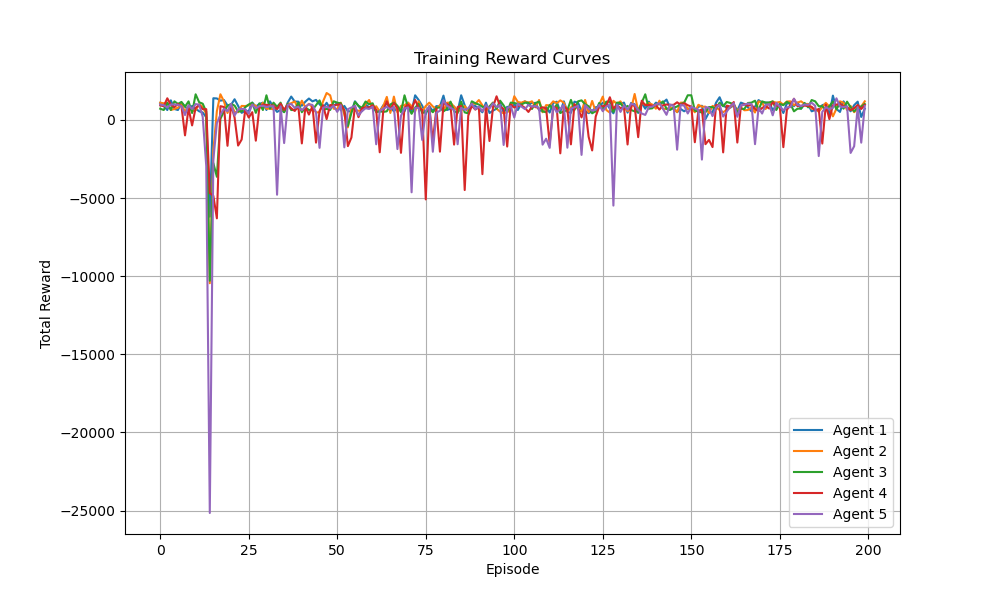 Training Reward Curves
Total Reward
0
−5000
−10000
−15000
−20000
−25000
0 25 50 75 100 125 150 175 200
Episode
Agent 1
Agent 2
Agent 3
Agent 4
Agent 5